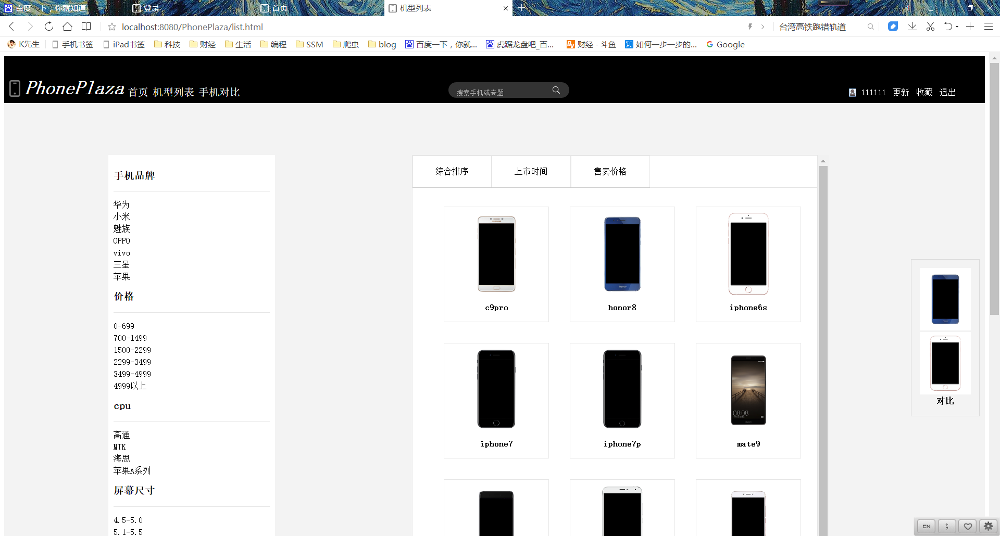 百度一下，你就知道
登录
首页
机型列表
4
localhost:8080/PhonePlaza/list.html
台湾高铁跑错轨道
K先生
手机书签
iPad书签
科技
财经
生活
编程
SSM
爬虫
blog
百度一下，你就...
虎踞龙盘吧_百...
财经 - 斗鱼
知 如何一步一步的...
Google
PhonePlaza 首页 机型列表 手机对比
搜索手机或专题
111111 更新 收藏 退出
手机品牌
华为
小米
魅族
OPPO
vivo
三星
苹果
价格
0-699
700-1499
1500-2299
2299-3499
3499-4999
4999以上
cpu
高通
MTK
海思
苹果A系列
屏幕尺寸
4.5-5.0
5.1-5.5
综合排序
上市时间
售卖价格
c9pro
honor8
iphone6s
iphone7
iphone7p
08:08
mate9
对比
CN